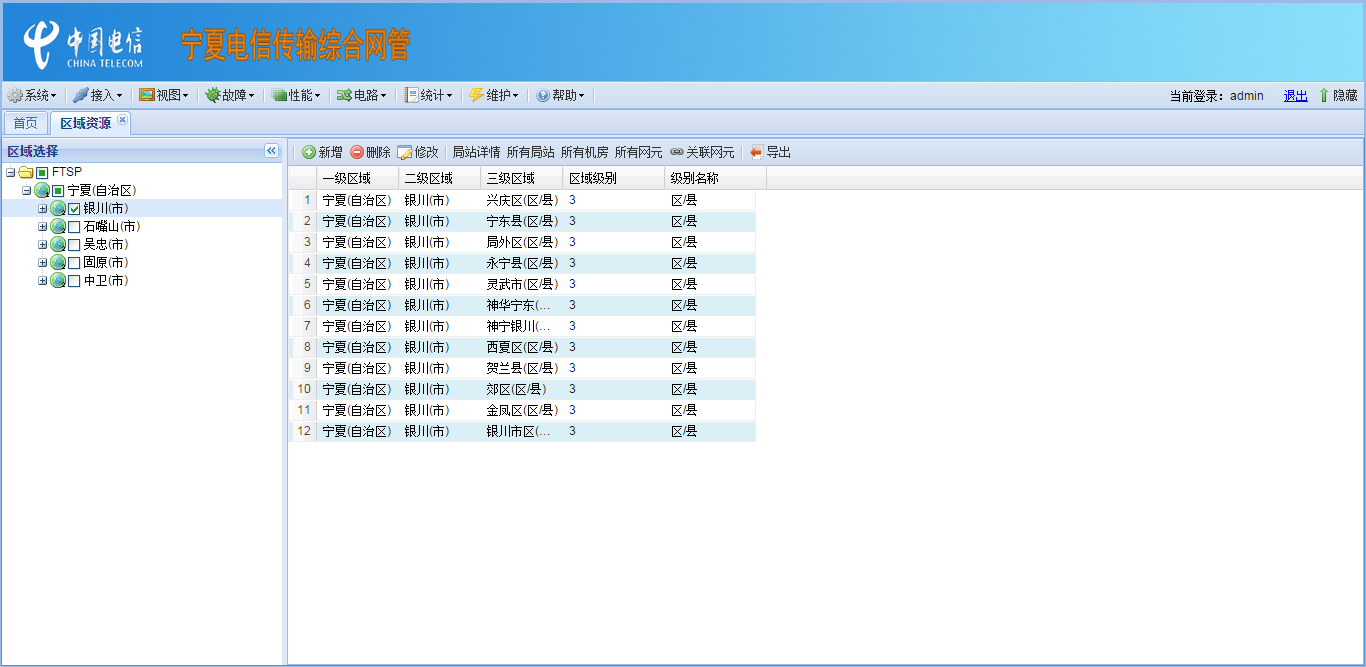 中国电信 CHINA TELECOM 宁夏电信传输综合网管
系统 接入 视图 故障 性能 电路 统计 维护 帮助 当前登录：admin 退出 隐藏
首页 区域资源
区域选择
FTSP
宁夏(自治区)
银川(市)
石嘴山(市)
吴忠(市)
固原(市)
中卫(市)
新增 删除 修改 局站详情 所有局站 所有机房 所有网元 关联网元 导出
一级区域 二级区域 三级区域 区域级别 级别名称
1 宁夏(自治区) 银川(市) 兴庆区(区/县) 3 区/县
2 宁夏(自治区) 银川(市) 宁东县(区/县) 3 区/县
3 宁夏(自治区) 银川(市) 局外区(区/县) 3 区/县
4 宁夏(自治区) 银川(市) 永宁县(区/县) 3 区/县
5 宁夏(自治区) 银川(市) 灵武市(区/县) 3 区/县
6 宁夏(自治区) 银川(市) 神华宁东(... 3 区/县
7 宁夏(自治区) 银川(市) 神宁银川(... 3 区/县
8 宁夏(自治区) 银川(市) 西夏区(区/县) 3 区/县
9 宁夏(自治区) 银川(市) 贺兰县(区/县) 3 区/县
10 宁夏(自治区) 银川(市) 郊区(区/县) 3 区/县
11 宁夏(自治区) 银川(市) 金凤区(区/县) 3 区/县
12 宁夏(自治区) 银川(市) 银川市区(... 3 区/县